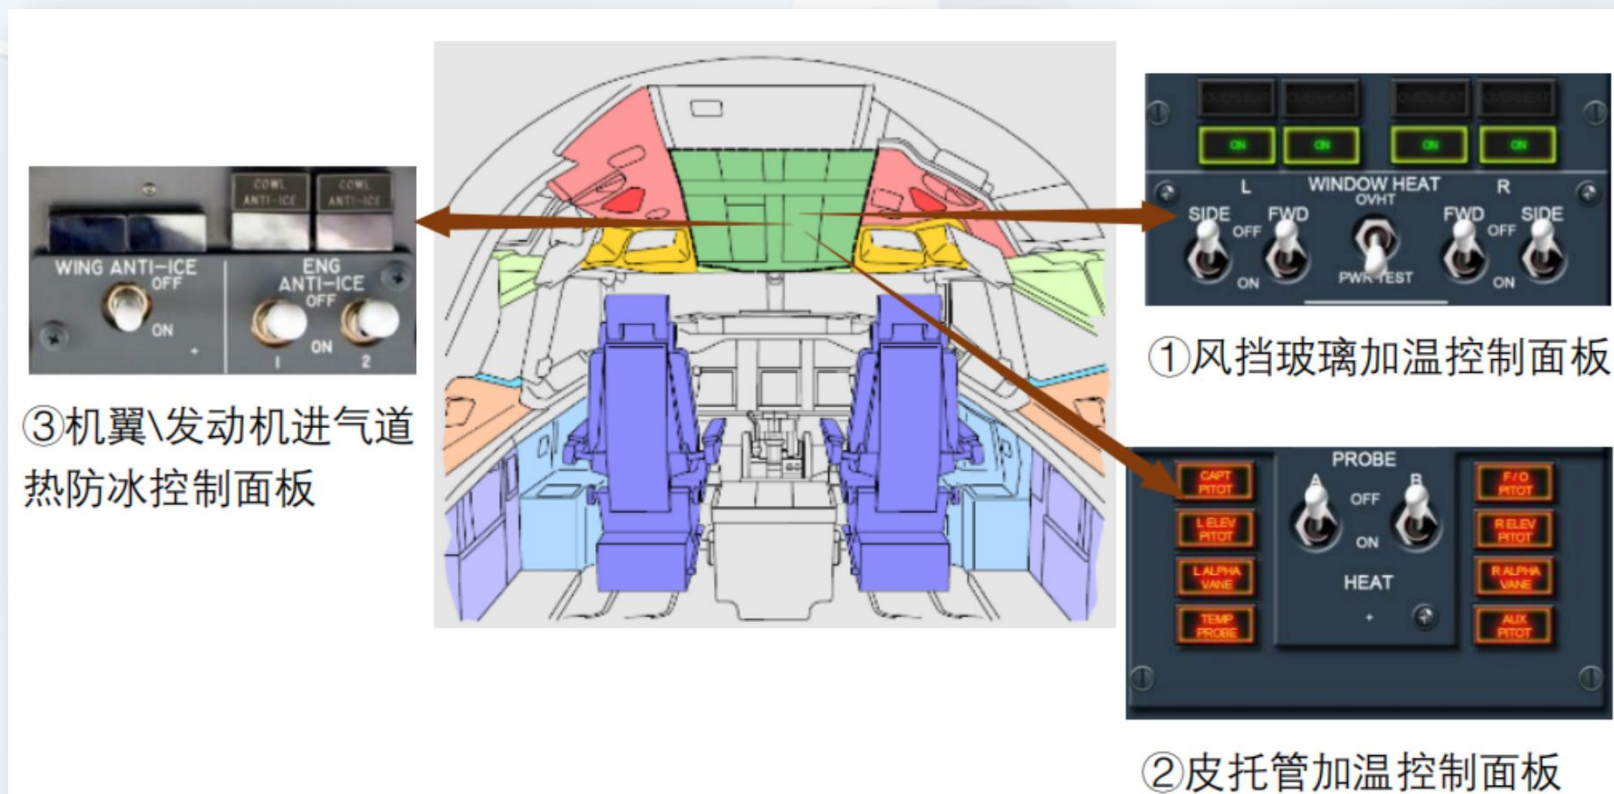 COWL
ANTI-ICE
COWL
ANTI-ICE
WING ANTI-ICE
OFF
ON
ENG
ANTI-ICE
OFF
ON
1
2
③机翼\发动机进气道
热防冰控制面板
OVERHEAT
OVERHEAT
OVERHEAT
OVERHEAT
ON
ON
ON
ON
L
WINDOW HEAT
R
OVHT
SIDE
FWD
FWD
SIDE
OFF
OFF
ON
PWR TEST
ON
①风挡玻璃加温控制面板
PROBE
CAPT
PITOT
A
OFF
B
F/O
PITOT
L ELEV
PITOT
ON
R ELEV
PITOT
L ALPHA
VANE
HEAT
R ALPHA
VANE
TEMP
PROBE
AUX
PITOT
②皮托管加温控制面板